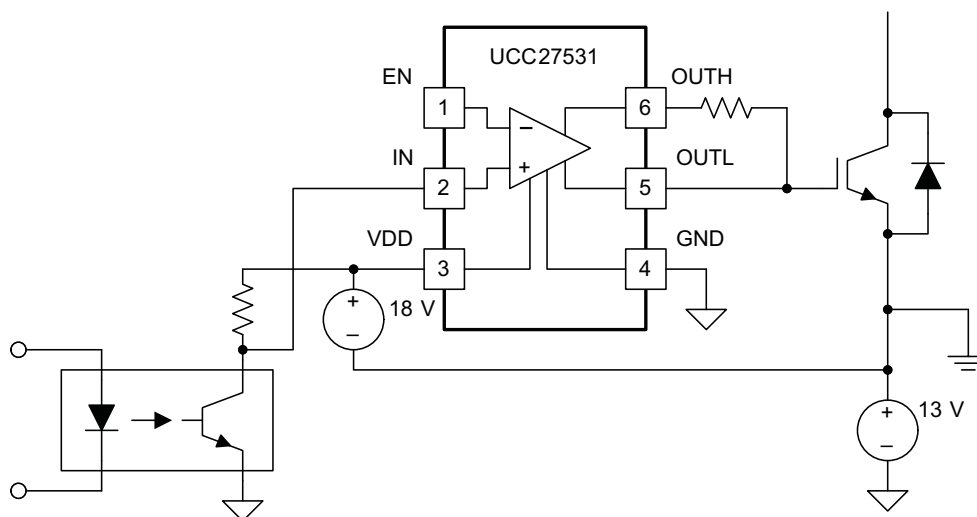 UCC27531
EN
OUTH
1
6
IN
OUTL
2
5
VDD
GND
3
4
18 V
13 V